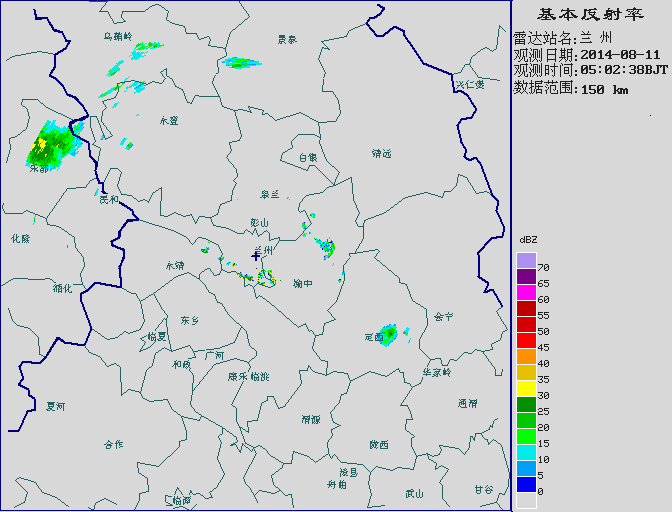 基本反射率
雷达站名:兰 州
观测日期:2014-08-11
观测时间:05:02:38BJT
数据范围:150 km
乌鞘岭
景泰
兴仁堡
永登
白银
靖远
乐都
民和
皋兰
彭山
化隆
兰州
永靖
榆中
循化
东乡
会宁
临夏
定西
广河
和政
康乐 临洮
华家岭
夏河
渭源
通渭
合作
陇西
漳县
岷
临潭
武山
甘谷
dBZ
70
65
60
55
50
45
40
35
30
25
20
15
10
5
0